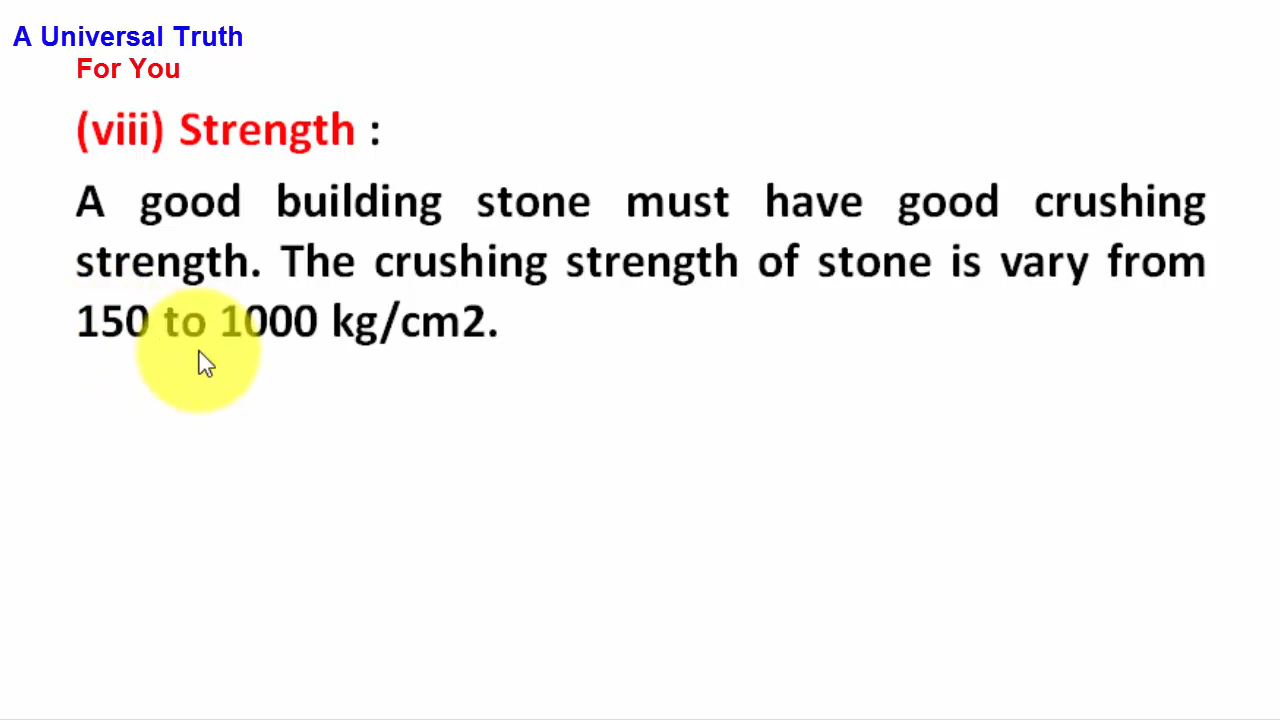 A Universal Truth
For You
(viii) Strength :
A good building stone must have good crushing
strength. The crushing strength of stone is vary from
150 to 1000 kg/cm2.